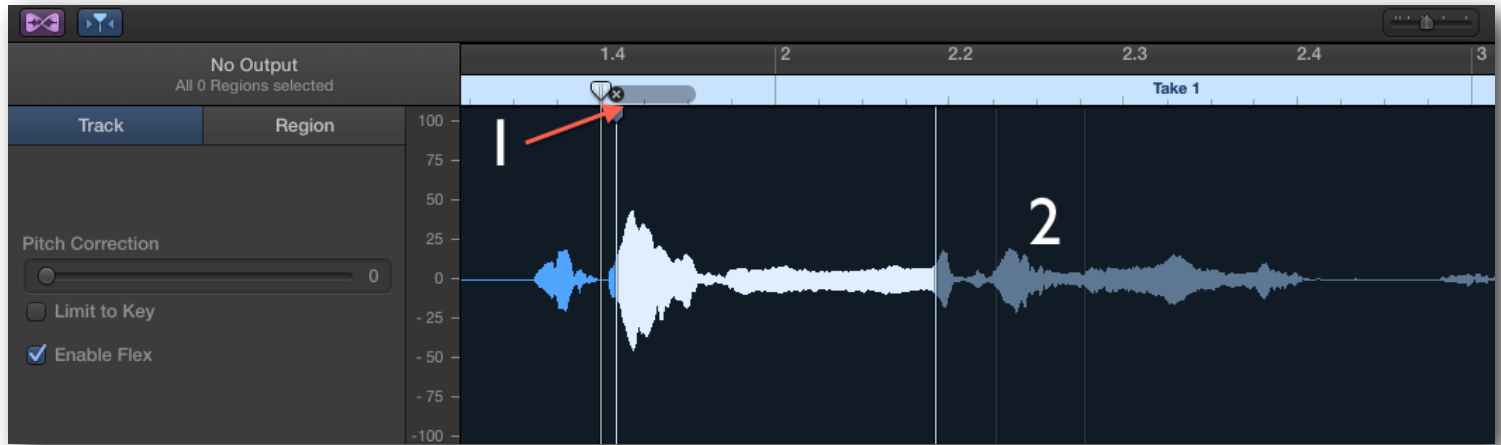 1.4 2 2.2 2.3 2.4 3
No Output
All 0 Regions selected
Take 1
Track Region
100
75
50
25
0
- 25
- 50
- 75
-100
1
2
Pitch Correction
0
Limit to Key
Enable Flex